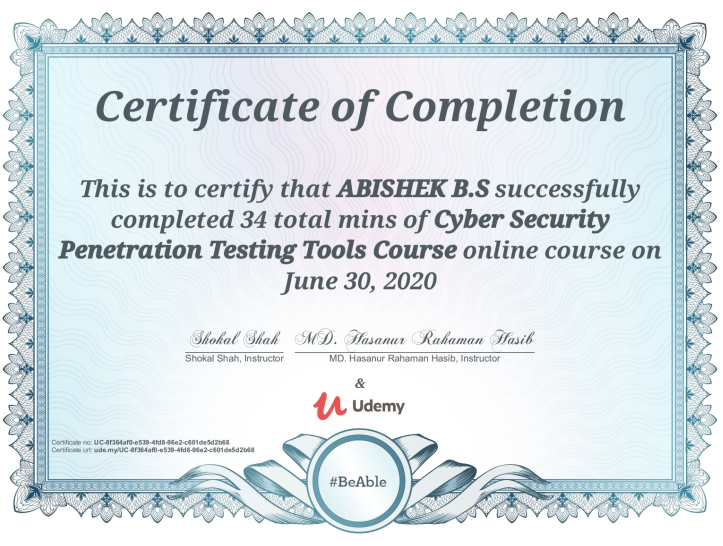 Certificate of Completion
This is to certify that ABISHEK B.S successfully
completed 34 total mins of Cyber Security
Penetration Testing Tools Course online course on
June 30, 2020
Shokal Shah MD. Hasanur Rahaman Hasib
Shokal Shah, Instructor MD. Hasanur Rahaman Hasib, Instructor
&
Udemy
Certificate no: UC-8f364af0-e539-4fd8-96e2-c601de5d2b68
Certificate url: ude.my/UC-8f364af0-e539-4fd8-96e2-c601de5d2b68
#BeAble